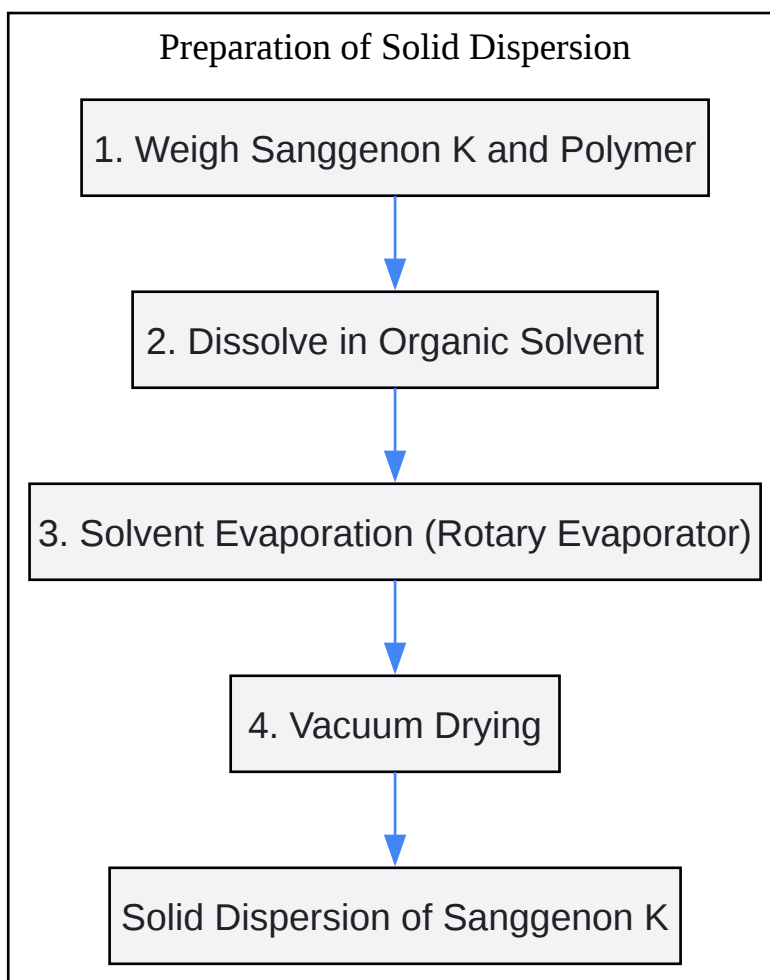 Preparation of Solid Dispersion
1. Weigh Sanggenon K and Polymer
2. Dissolve in Organic Solvent
3. Solvent Evaporation (Rotary Evaporator)
4. Vacuum Drying
Solid Dispersion of Sanggenon K